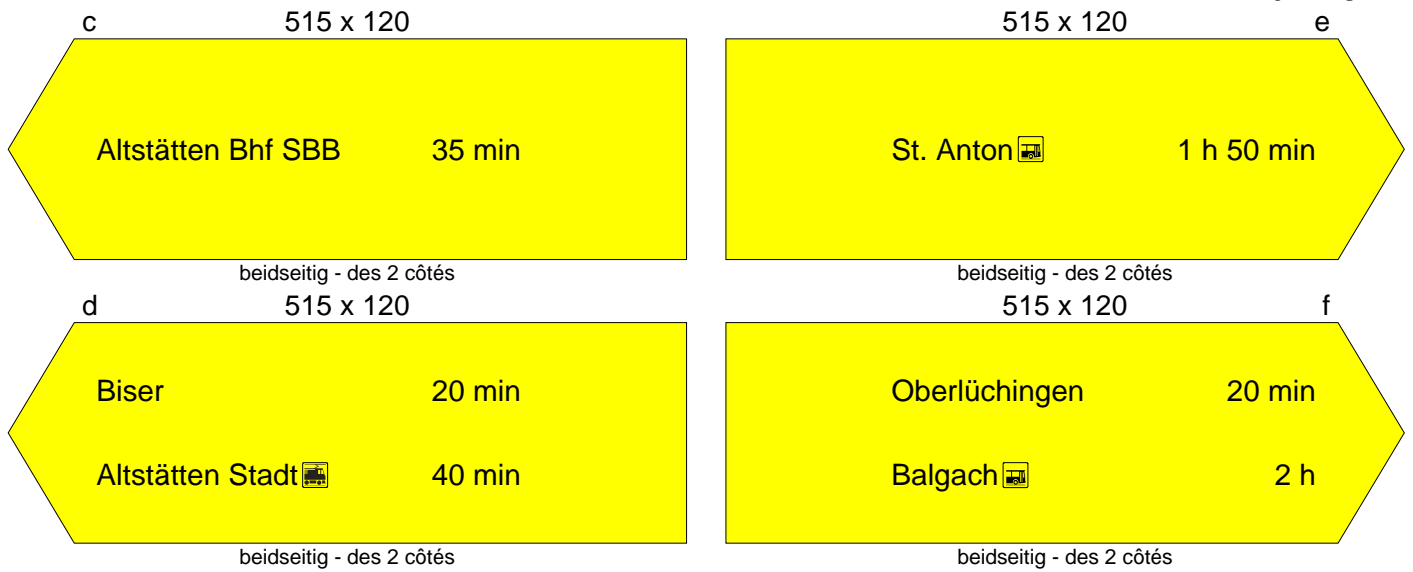 c 515 x 120
515 x 120 e
Altstätten Bhf SBB 35 min
St. Anton 1 h 50 min
beidseitig - des 2 côtés
beidseitig - des 2 côtés
d 515 x 120
515 x 120 f
Biser 20 min
Oberlüchingen 20 min
Altstätten Stadt 40 min
Balgach 2 h
beidseitig - des 2 côtés
beidseitig - des 2 côtés